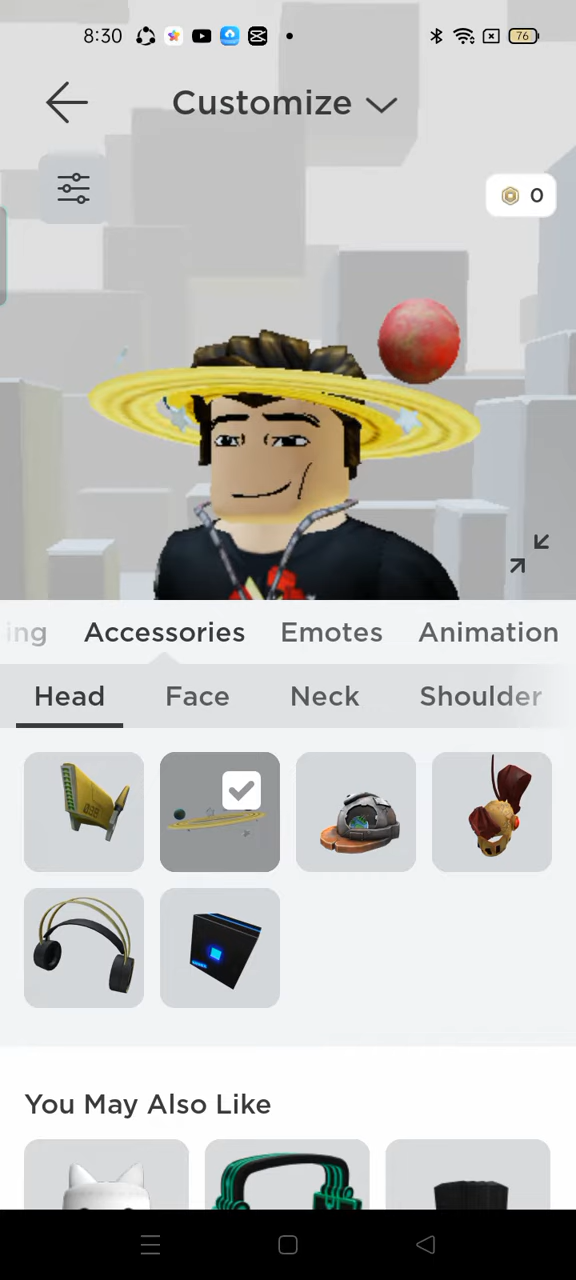 8:30
76
Customize
0
ing Accessories Emotes Animation
Head Face Neck Shoulder
You May Also Like